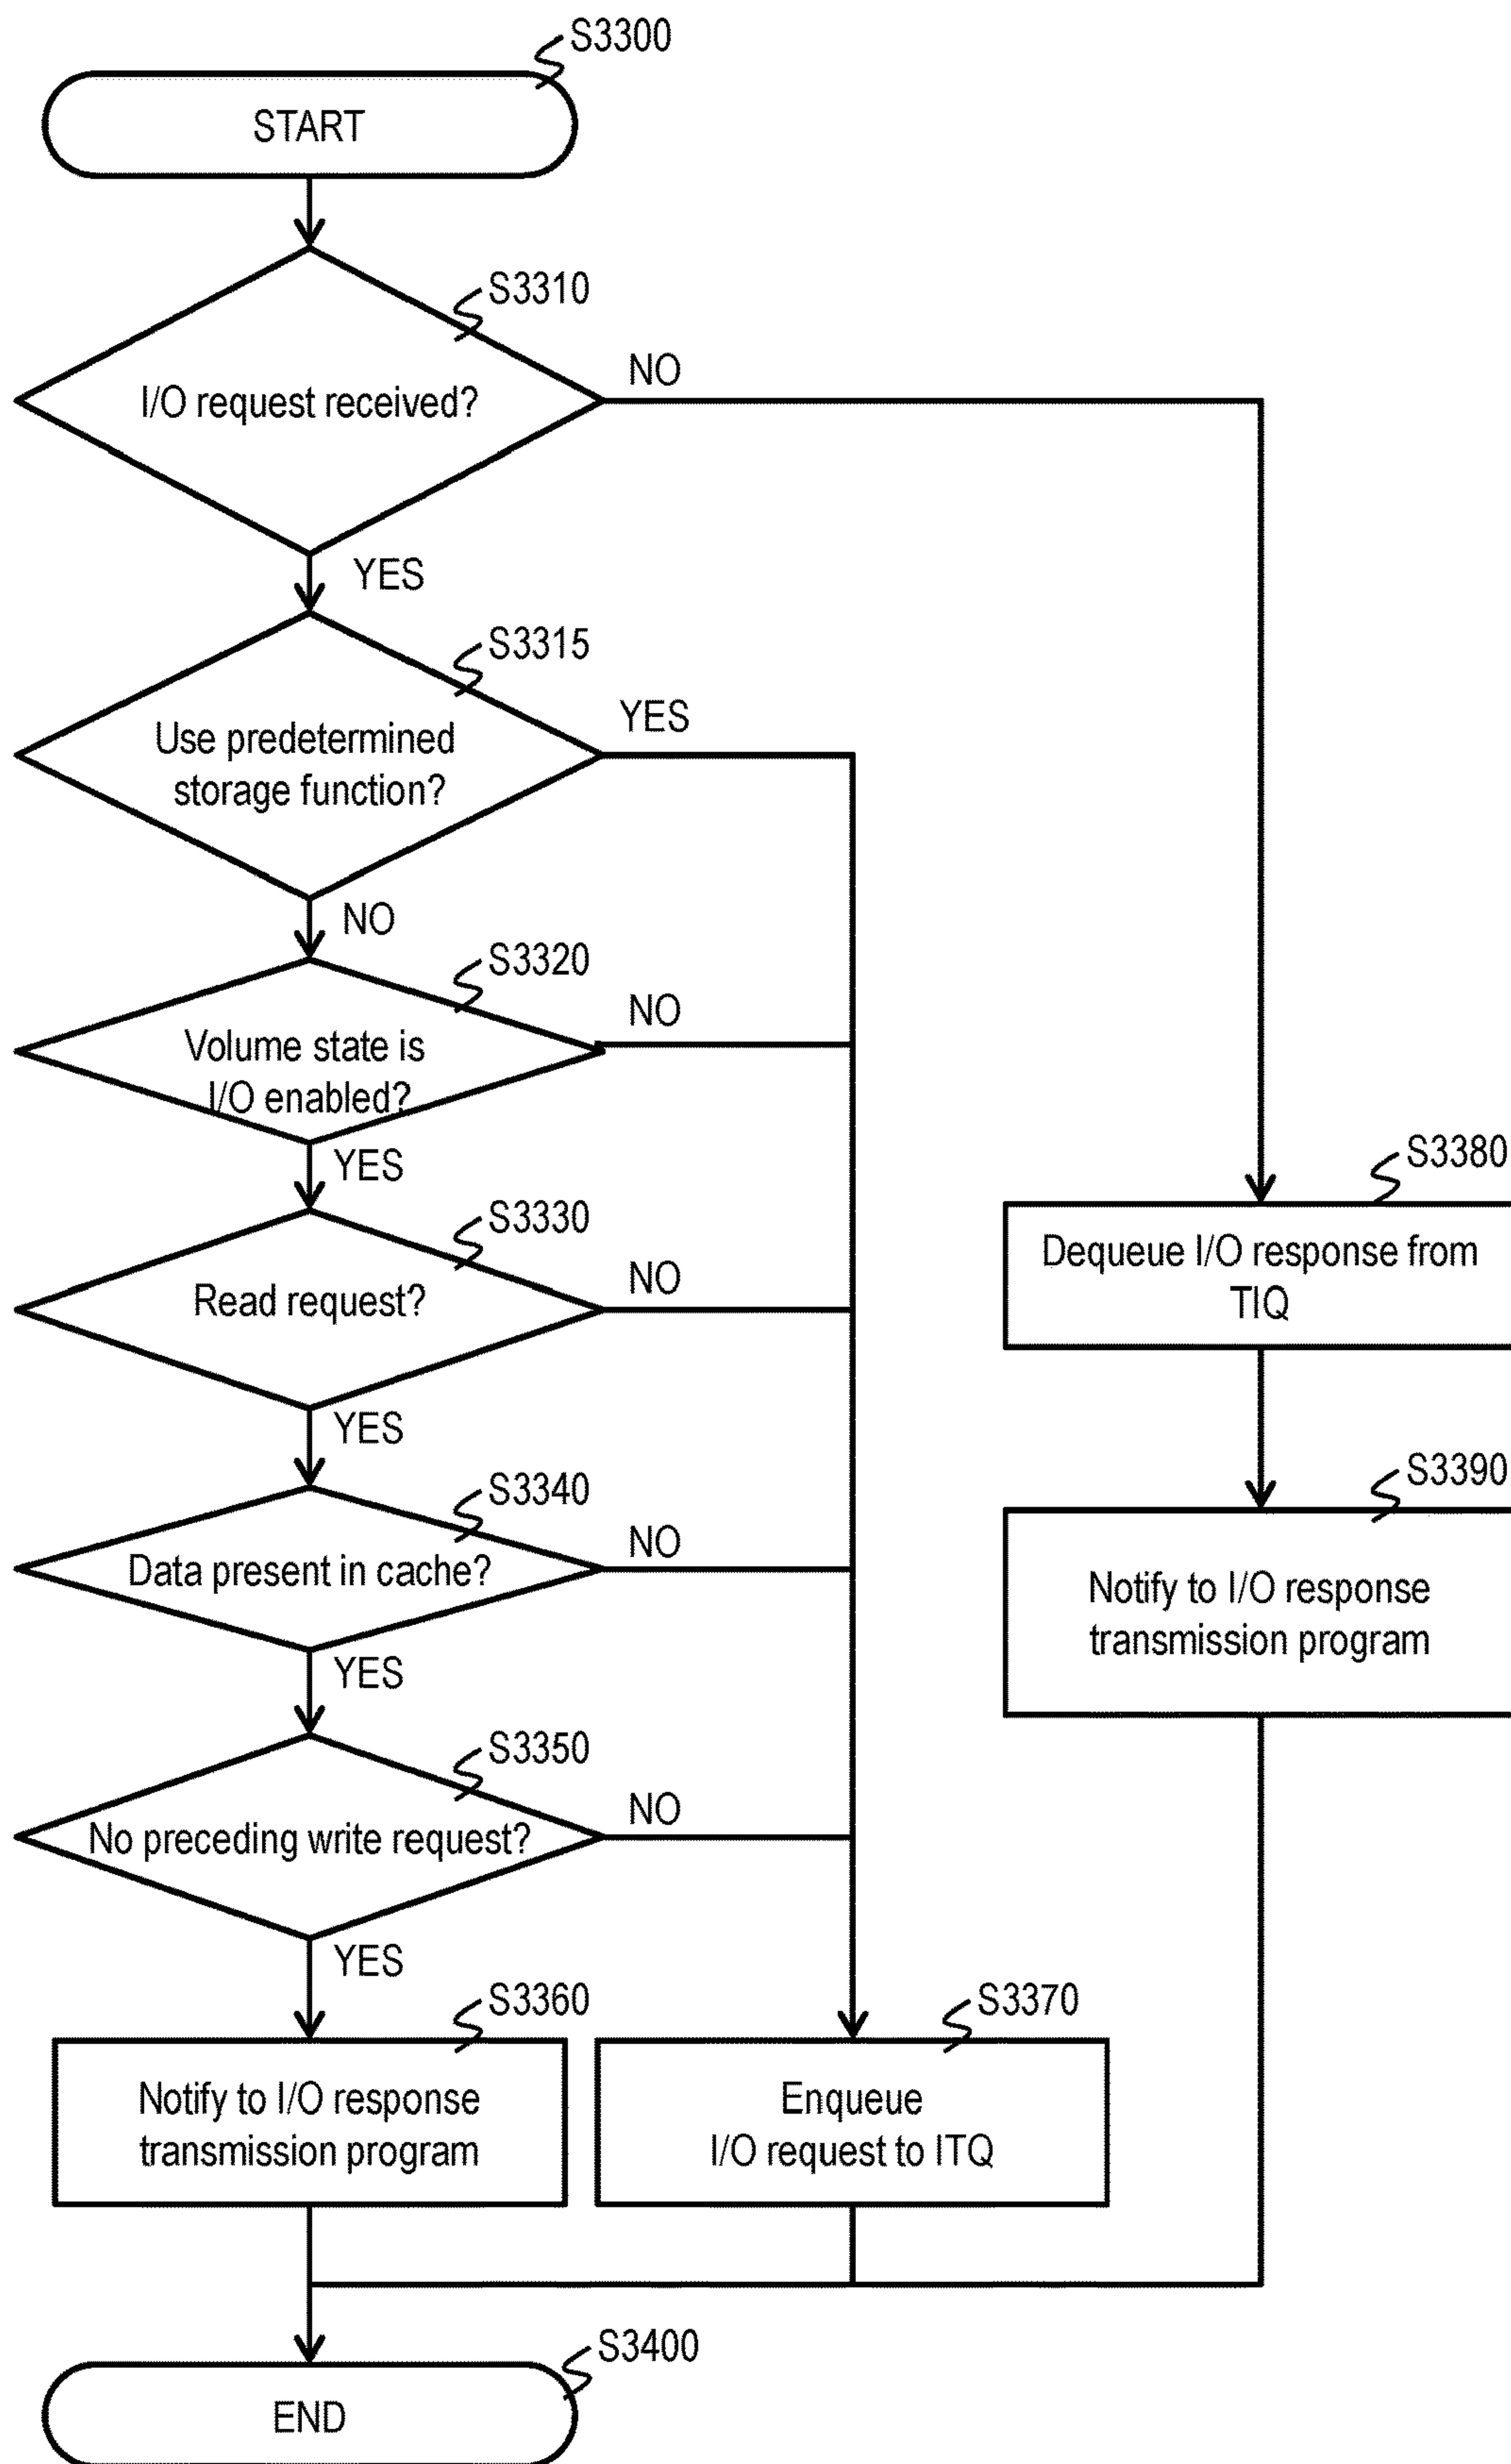 S3300
START
S3310
I/O request received?
NO
YES
S3315
Use predetermined
storage function?
YES
NO
S3320
Volume state is
I/O enabled?
NO
YES
S3330
Read request?
NO
YES
S3340
Data present in cache?
NO
YES
S3350
No preceding write request?
NO
YES
S3360
Notify to I/O response
transmission program
S3370
Enqueue
I/O request to ITQ
S3380
Dequeue I/O response from
TIQ
S3390
Notify to I/O response
transmission program
S3400
END